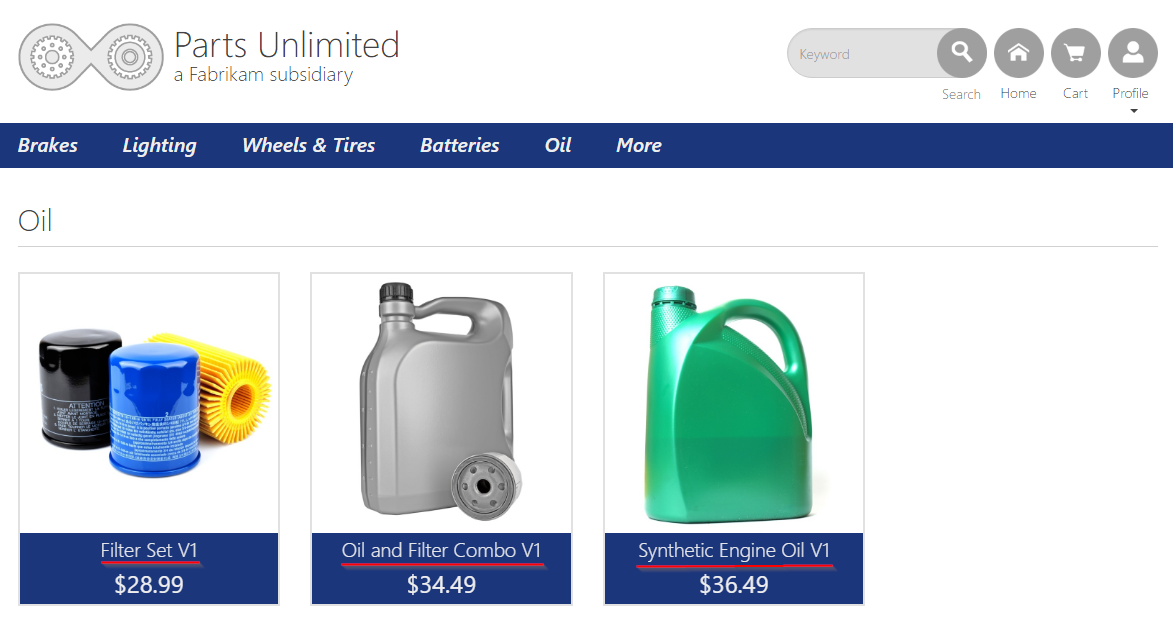 Parts Unlimited
a Fabrikam subsidiary
Keyword
Search
Home
Cart
Profile
Brakes
Lighting
Wheels & Tires
Batteries
Oil
More
Oil
ATTENTION
Filter Set V1
$28.99
Oil and Filter Combo V1
$34.49
Synthetic Engine Oil V1
$36.49